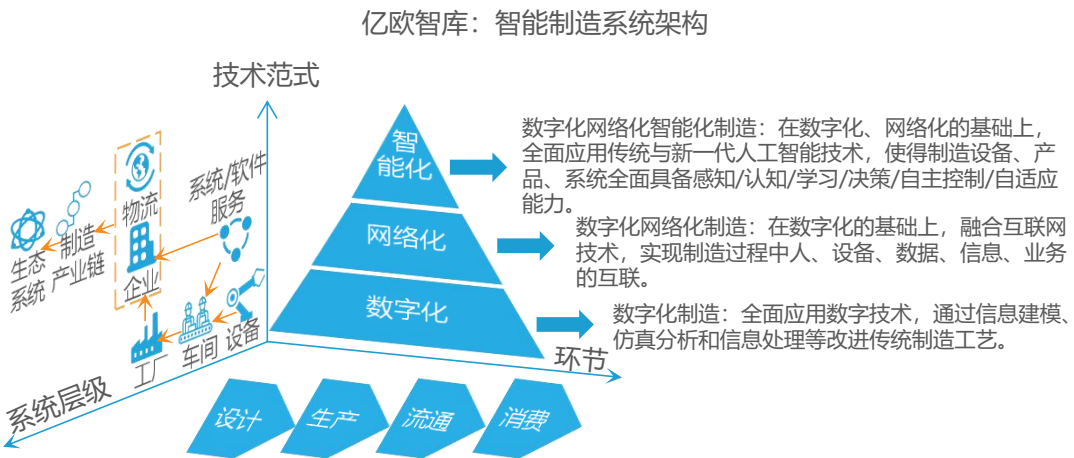 亿欧智库：智能制造系统架构
技术范式
智
能化
数字化网络化智能化制造：在数字化、网络化的基础上，
全面应用传统与新一代人工智能技术，使得制造设备、产
品、系统全面具备感知/认知/学习/决策/自主控制/自适应
能力。
网络化
数字化网络化制造：在数字化的基础上，融合互联网
技术，实现制造过程中人、设备、数据、信息、业务
的互联。
数字化
数字化制造：全面应用数字技术，通过信息建模、
仿真分析和信息处理等改进传统制造工艺。
系统/软件
服务
物流
制造
产业链
生态
系统
企业
工厂
车间
设备
系统层级
环节
设计
生产
流通
消费